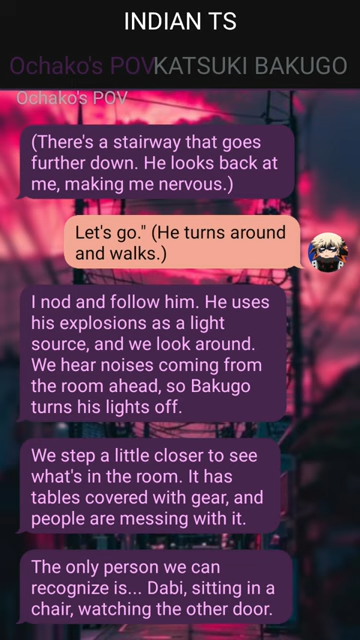 INDIAN TS
Ochako's POV KATSUKI BAKUGO
Ochako's POV
(There's a stairway that goes
further down. He looks back at
me, making me nervous.)
Let's go." (He turns around
and walks.)
I nod and follow him. He uses
his explosions as a light
source, and we look around.
We hear noises coming from
the room ahead, so Bakugo
turns his lights off.
We step a little closer to see
what's in the room. It has
tables covered with gear, and
people are messing with it.
The only person we can
recognize is... Dabi, sitting in a
chair, watching the other door.